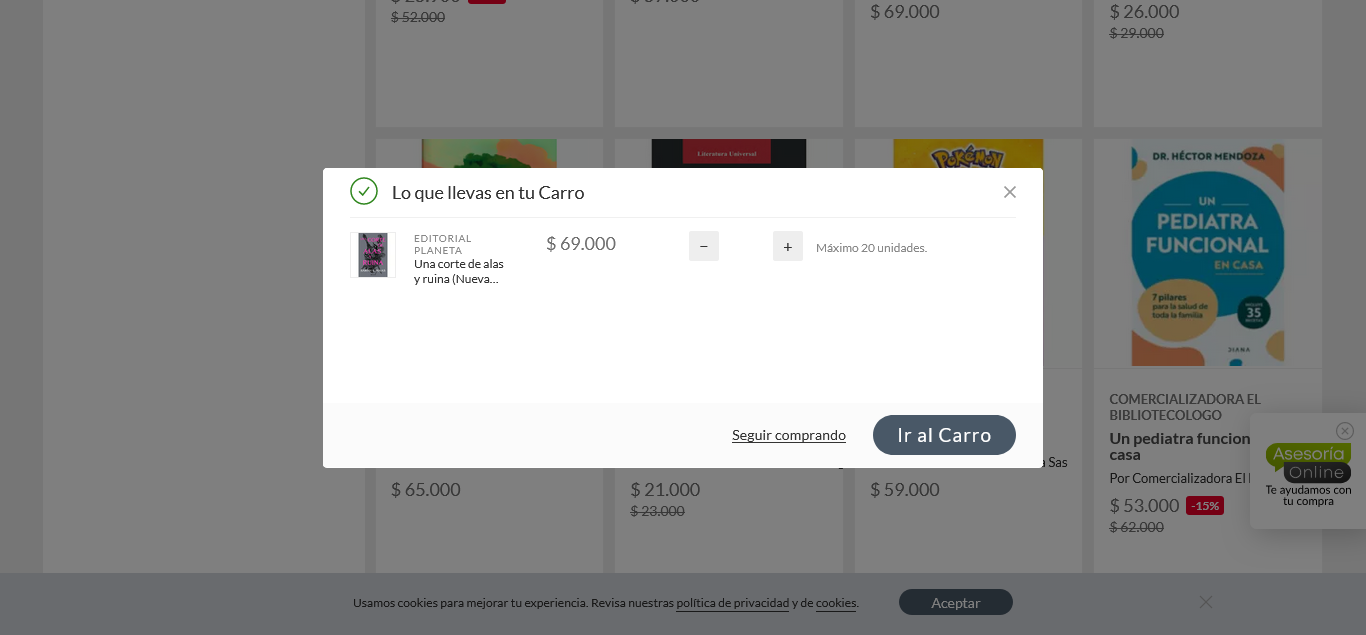 $ 52.000
$ 69.000
$ 26.000
$ 29.000
Literatura Universal
POKÉMON
DR. HÉCTOR MENDOZA
UN
PEDIATRA
FUNCIONAL
EN CASA
7 pilares
para la salud de
toda la familia
35
DIANA
Lo que llevas en tu Carro
EDITORIAL
PLANETA
Una corte de alas
y ruina (Nueva...
$ 69.000
−
+
Máximo 20 unidades.
Seguir comprando
Ir al Carro
COMERCIALIZADORA EL
BIBLIOTECOLOGO
Un pediatra funcion
casa
Por Comercializadora El
$ 53.000 -15%
$ 62.000
Sas
$ 65.000
$ 21.000
$ 23.000
$ 59.000
Asesoría
Online
Te ayudamos con
tu compra
Usamos cookies para mejorar tu experiencia. Revisa nuestras política de privacidad y de cookies.
Aceptar